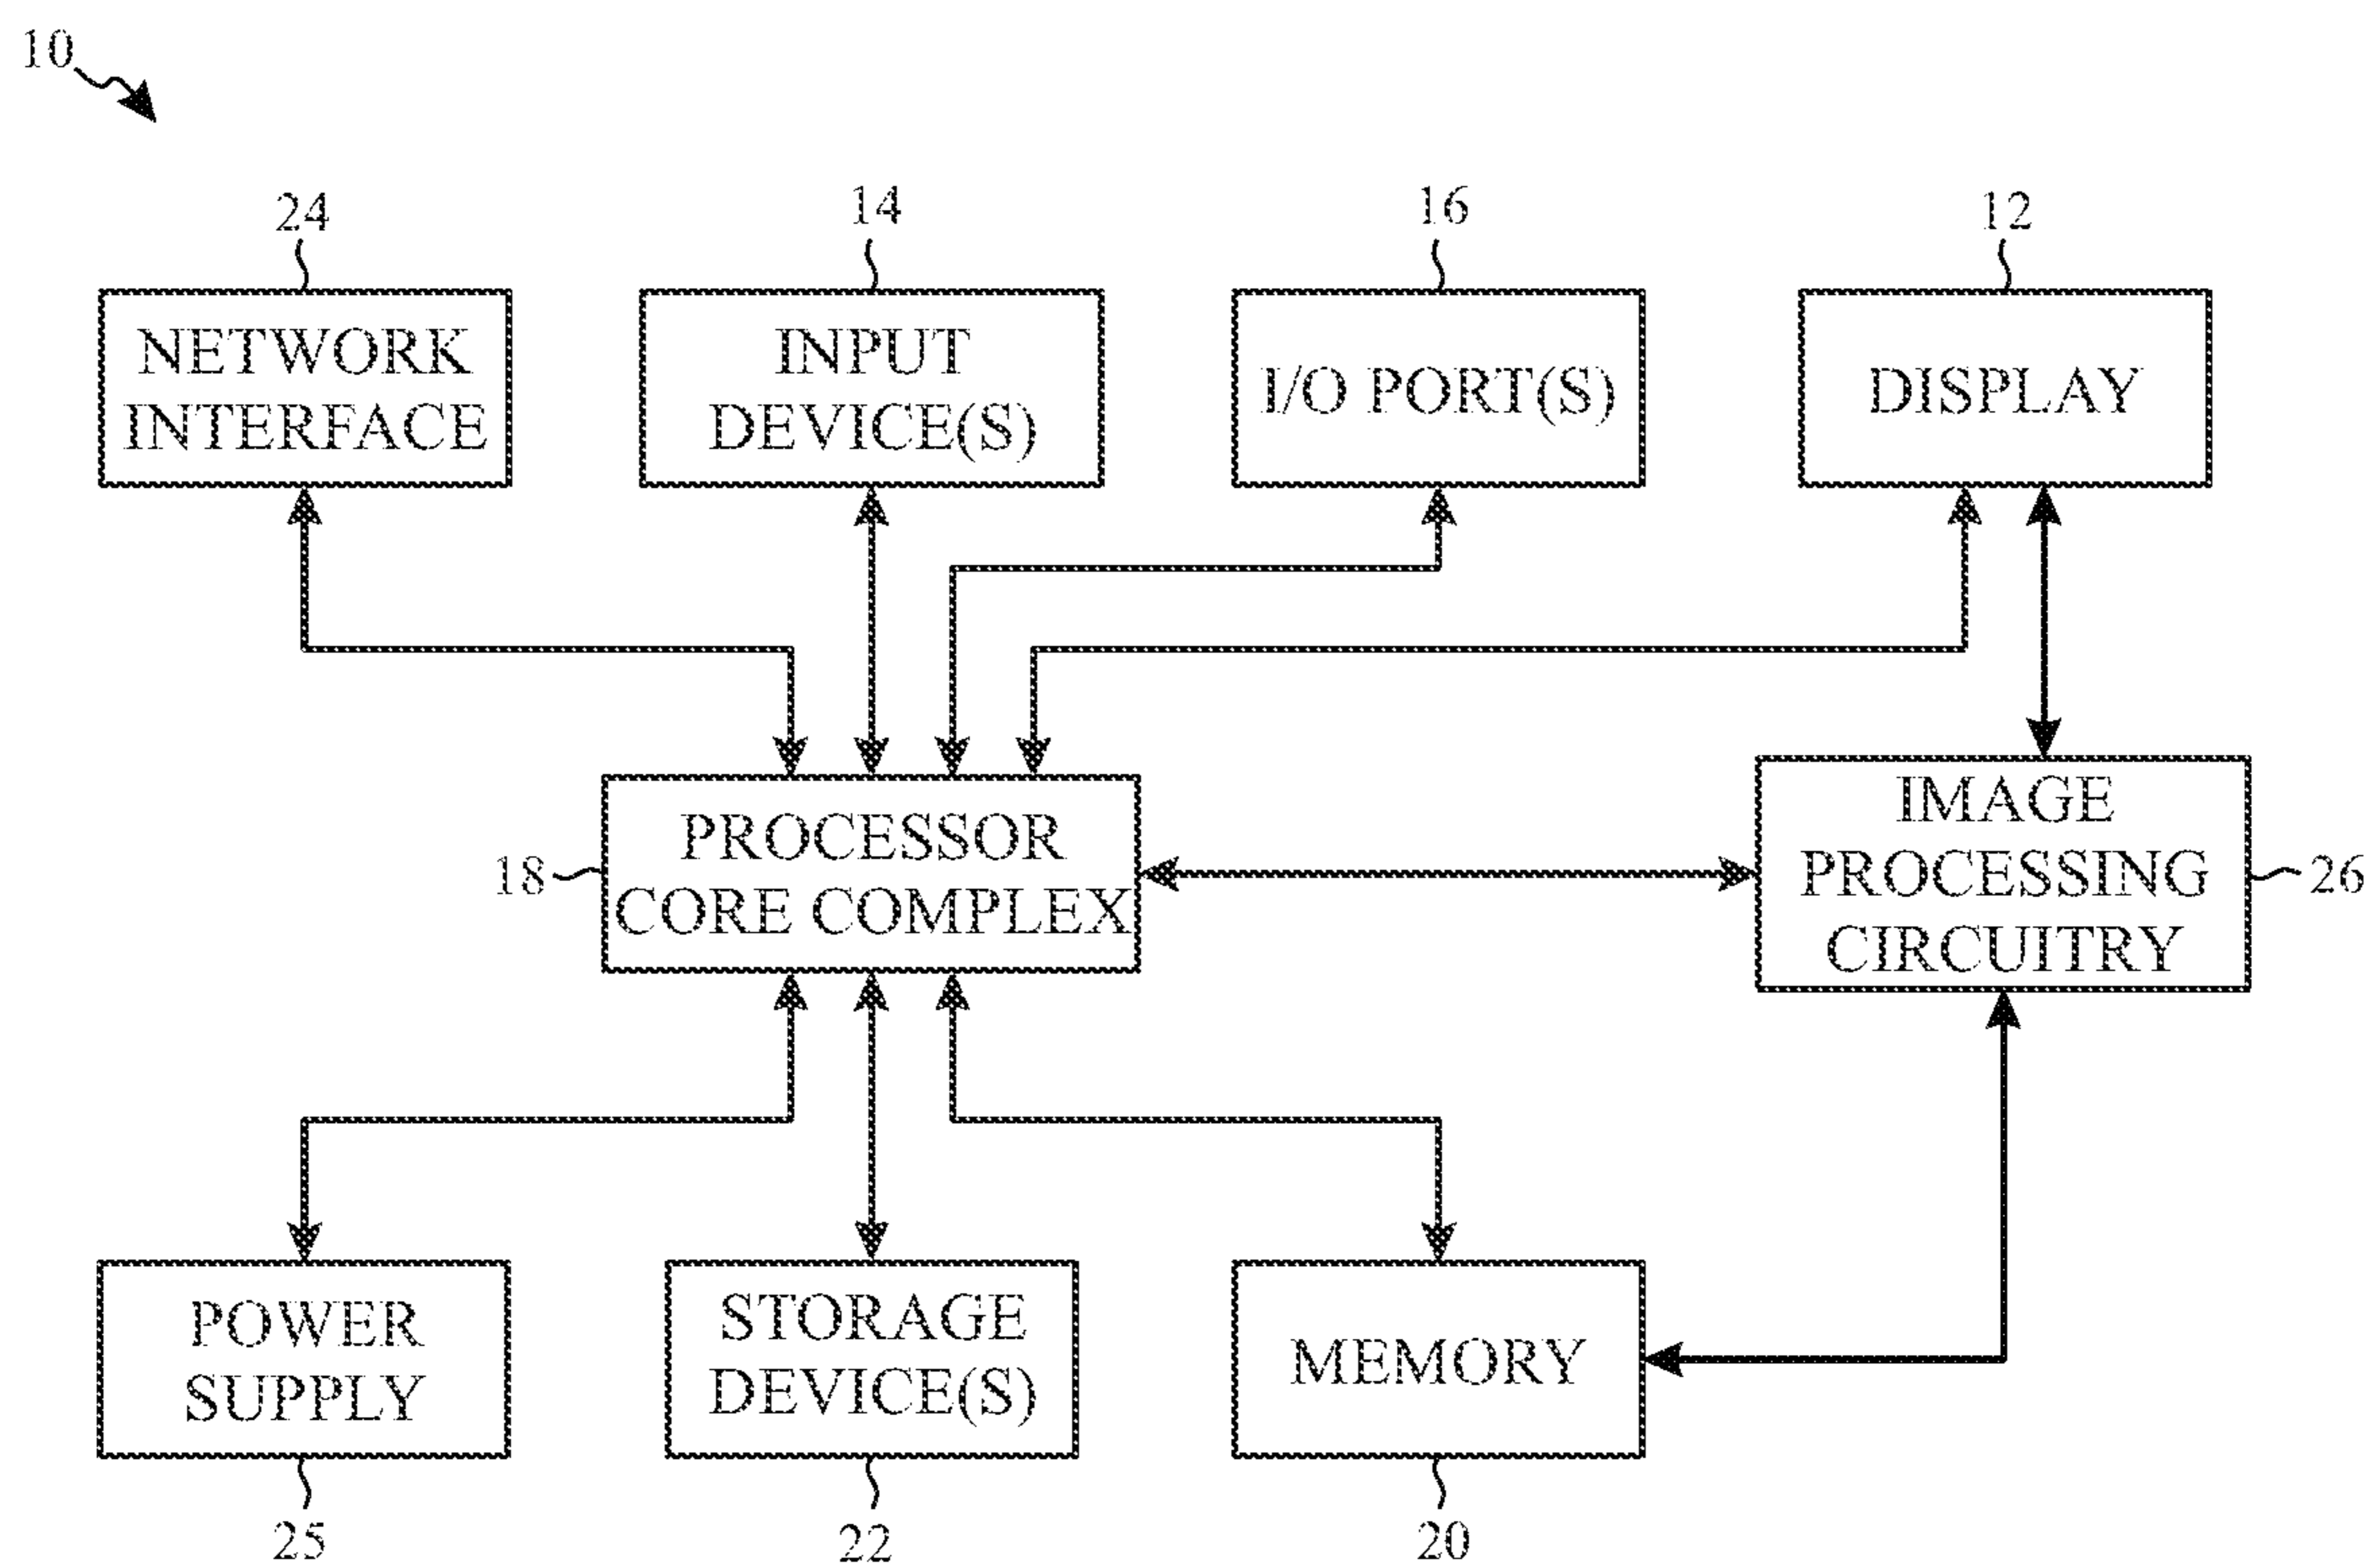 10
24
14
16
12
NETWORK
INTERFACE
INPUT
DEVICE(S)
I/O PORT(S)
DISPLAY
18
PROCESSOR
CORE COMPLEX
IMAGE
PROCESSING
CIRCUITRY
26
POWER
SUPPLY
STORAGE
DEVICE(S)
MEMORY
25
22
20